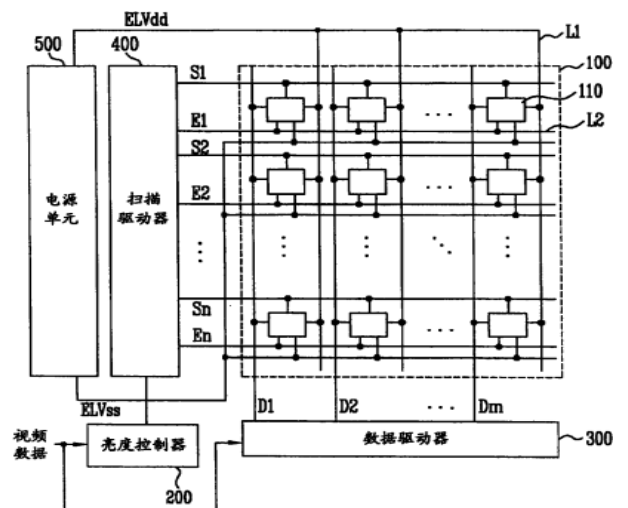 ELVdd
500
400
L1
100
S1
110
E1
L2
S2
电源
单元
扫描
驱动器
E2
Sn
En
ELVss
D1
D2
Dm
视频
数据
亮度控制器
数据驱动器
300
200